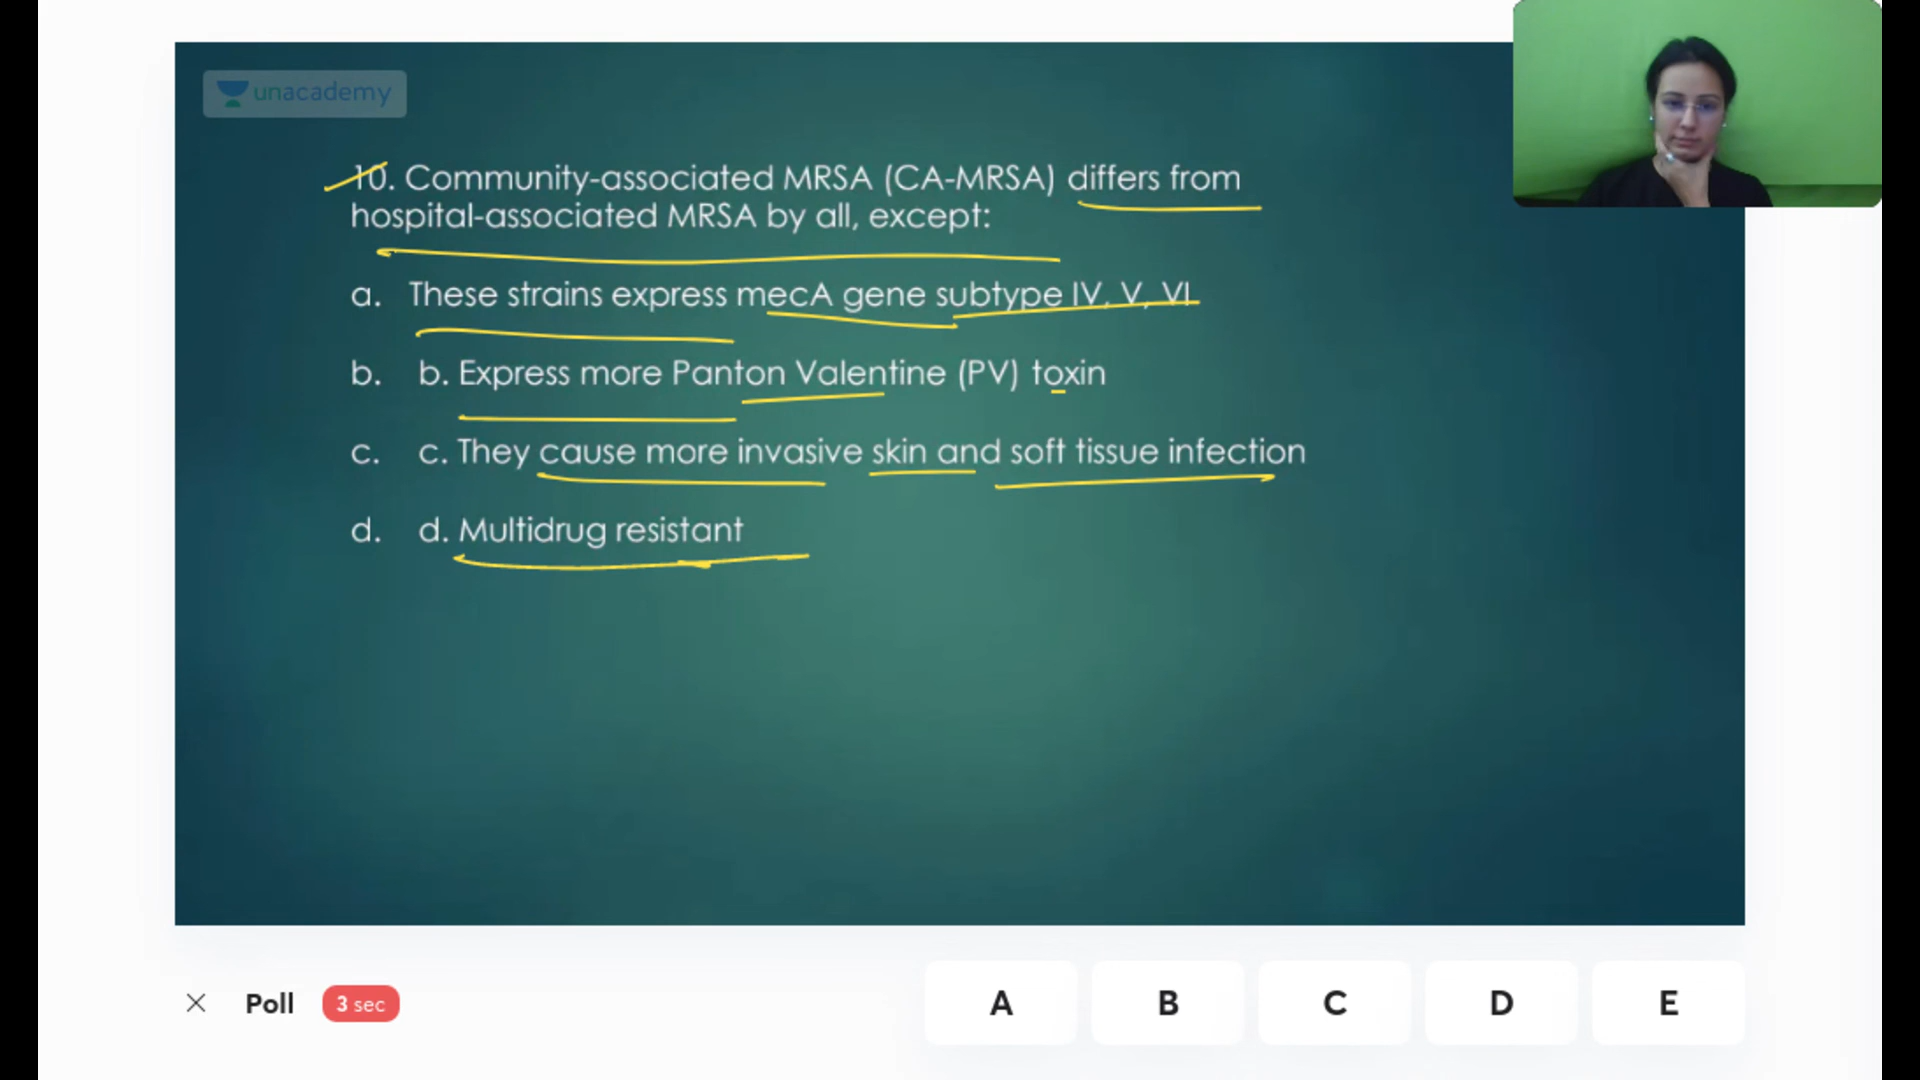 unacademy
10. Community-associated MRSA (CA-MRSA) differs from
hospital-associated MRSA by all, except:
a. These strains express mecA gene subtype IV, V, VI
b. b. Express more Panton Valentine (PV) toxin
c. c. They cause more invasive skin and soft tissue infection
d. d. Multidrug resistant
× Poll 3 sec A B C D E